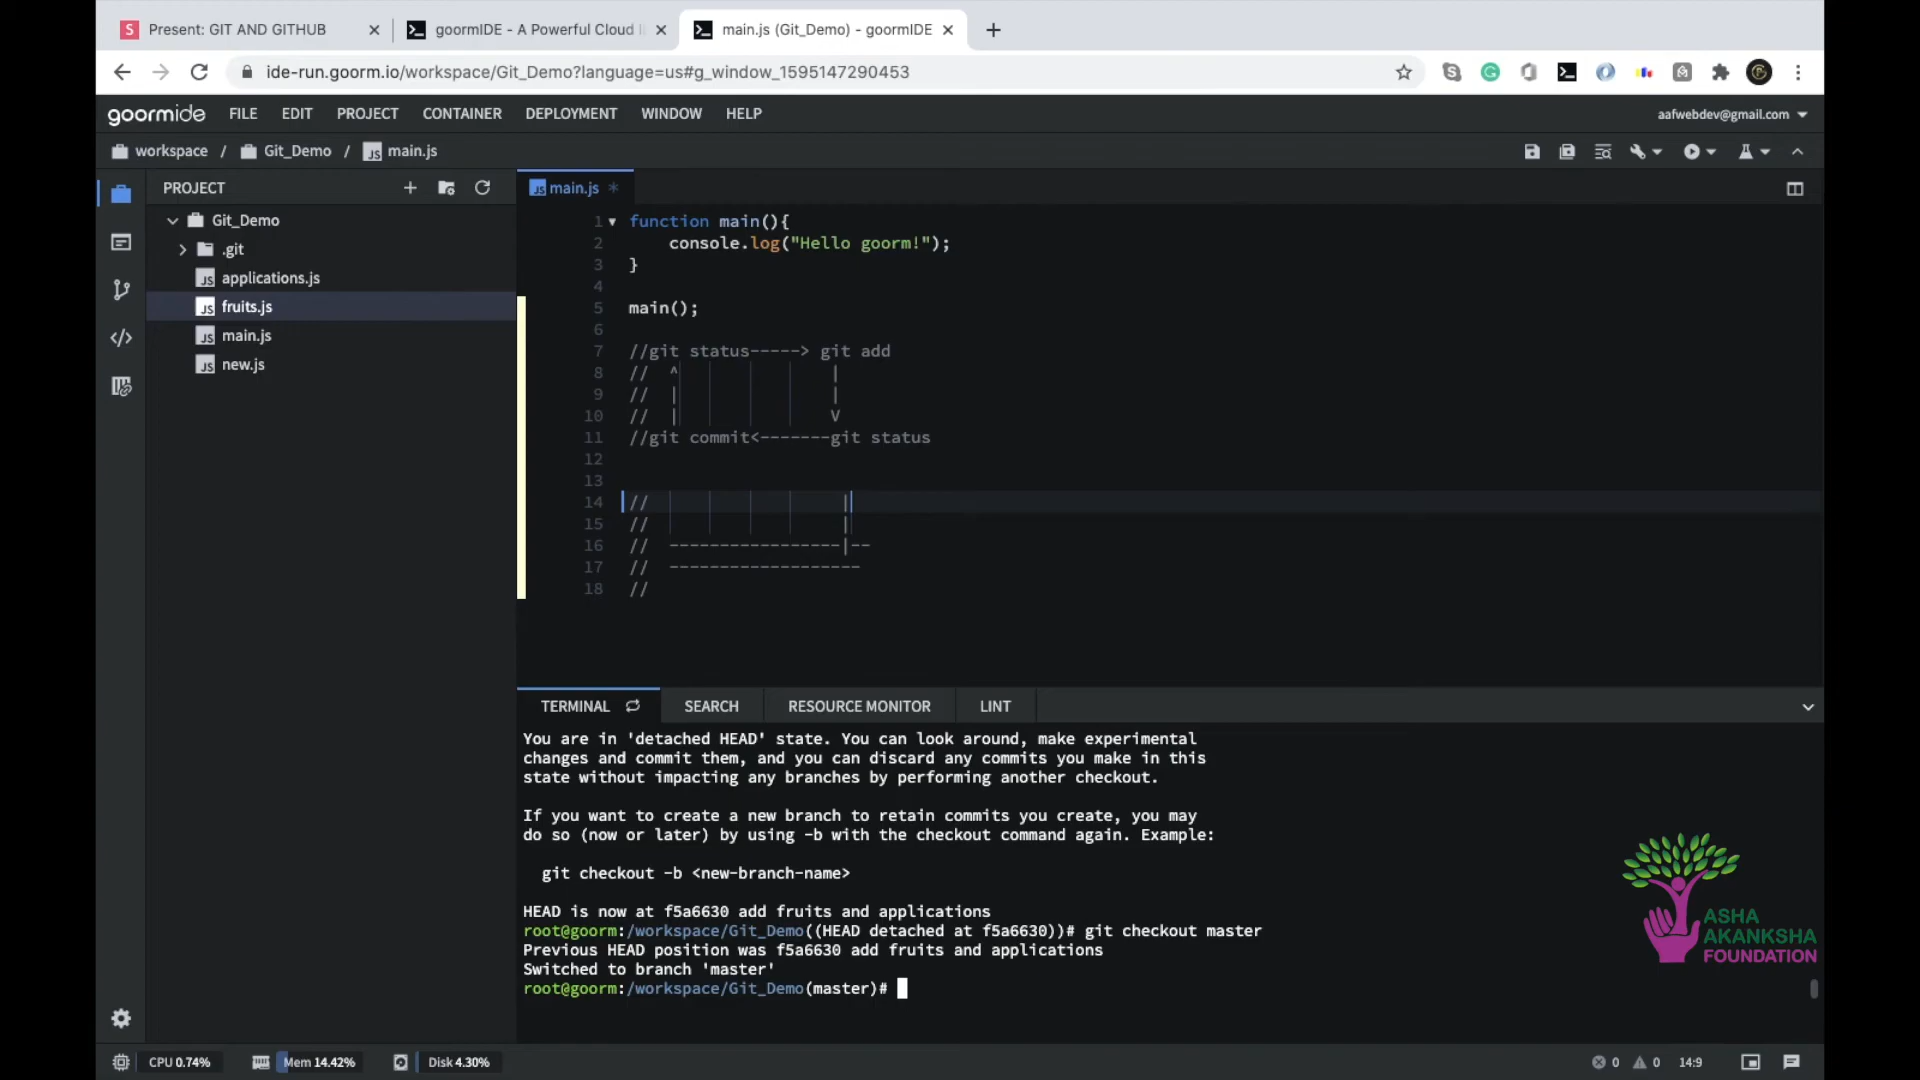 Present: GIT AND GITHUB
goormIDE - A Powerful Cloud I
main.js (Git_Demo) - goormIDE
ide-run.goorm.io/workspace/Git_Demo?language=us#g_window_1595147290453
goormide FILE EDIT PROJECT CONTAINER DEPLOYMENT WINDOW HELP
aafwebdev@gmail.com
workspace / Git_Demo / main.js
PROJECT
Git_Demo
.git
applications.js
fruits.js
main.js
new.js
main.js *
1 function main(){
2 console.log("Hello goorm!");
3 }
4
5 main();
6
7 //git status-----> git add
8 // ^ |
9 // | |
10 // | V
11 //git commit<-------git status
12
13
14 // |
15 // |
16 // -----------------|--
17 // -------------------
18 //
TERMINAL SEARCH RESOURCE MONITOR LINT
You are in 'detached HEAD' state. You can look around, make experimental
changes and commit them, and you can discard any commits you make in this
state without impacting any branches by performing another checkout.
If you want to create a new branch to retain commits you create, you may
do so (now or later) by using -b with the checkout command again. Example:
git checkout -b <new-branch-name>
HEAD is now at f5a6630 add fruits and applications
root@goorm:/workspace/Git_Demo((HEAD detached at f5a6630))# git checkout master
Previous HEAD position was f5a6630 add fruits and applications
Switched to branch 'master'
root@goorm:/workspace/Git_Demo(master)#
ASHA
AKANKSHA
FOUNDATION
CPU 0.74% Mem 14.42% Disk 4.30%
0 0 14:9